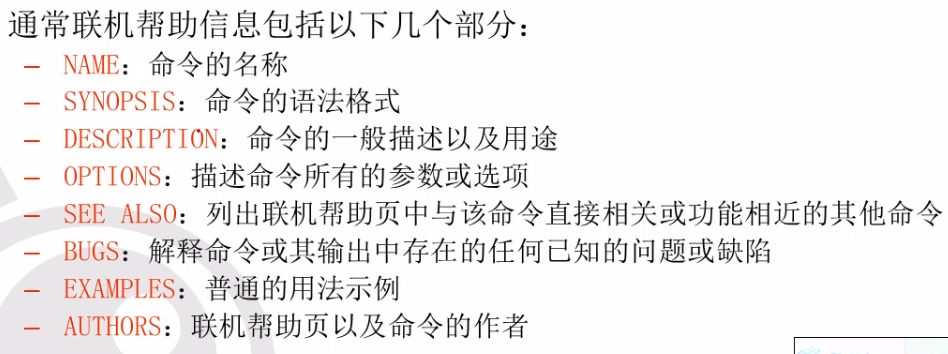 通常联机帮助信息包括以下几个部分：
– NAME：命令的名称
– SYNOPSIS：命令的语法格式
– DESCRIPTION：命令的一般描述以及用途
– OPTIONS：描述命令所有的参数或选项
– SEE ALSO：列出联机帮助页中与该命令直接相关或功能相近的其他命令
– BUGS：解释命令或其输出中存在的任何已知的问题或缺陷
– EXAMPLES：普通的用法示例
– AUTHORS：联机帮助页以及命令的作者